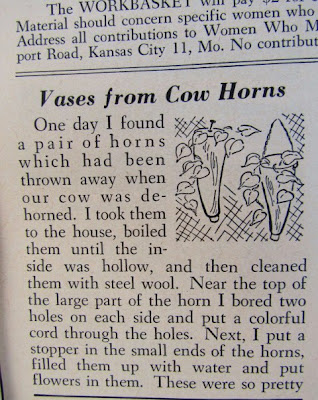 The WORKBASKET will pay $2 for e
Material should concern specific women who
Address all contributions to Women Who M
port Road, Kansas City 11, Mo. No contribut
Vases from Cow Horns
One day I found
a pair of horns
which had been
thrown away when
our cow was de-
horned. I took them
to the house, boiled
them until the in-
side was hollow, and then cleaned
them with steel wool. Near the top of
the large part of the horn I bored two
holes on each side and put a colorful
cord through the holes. Next, I put a
stopper in the small ends of the horns,
filled them up with water and put
flowers in them. These were so pretty